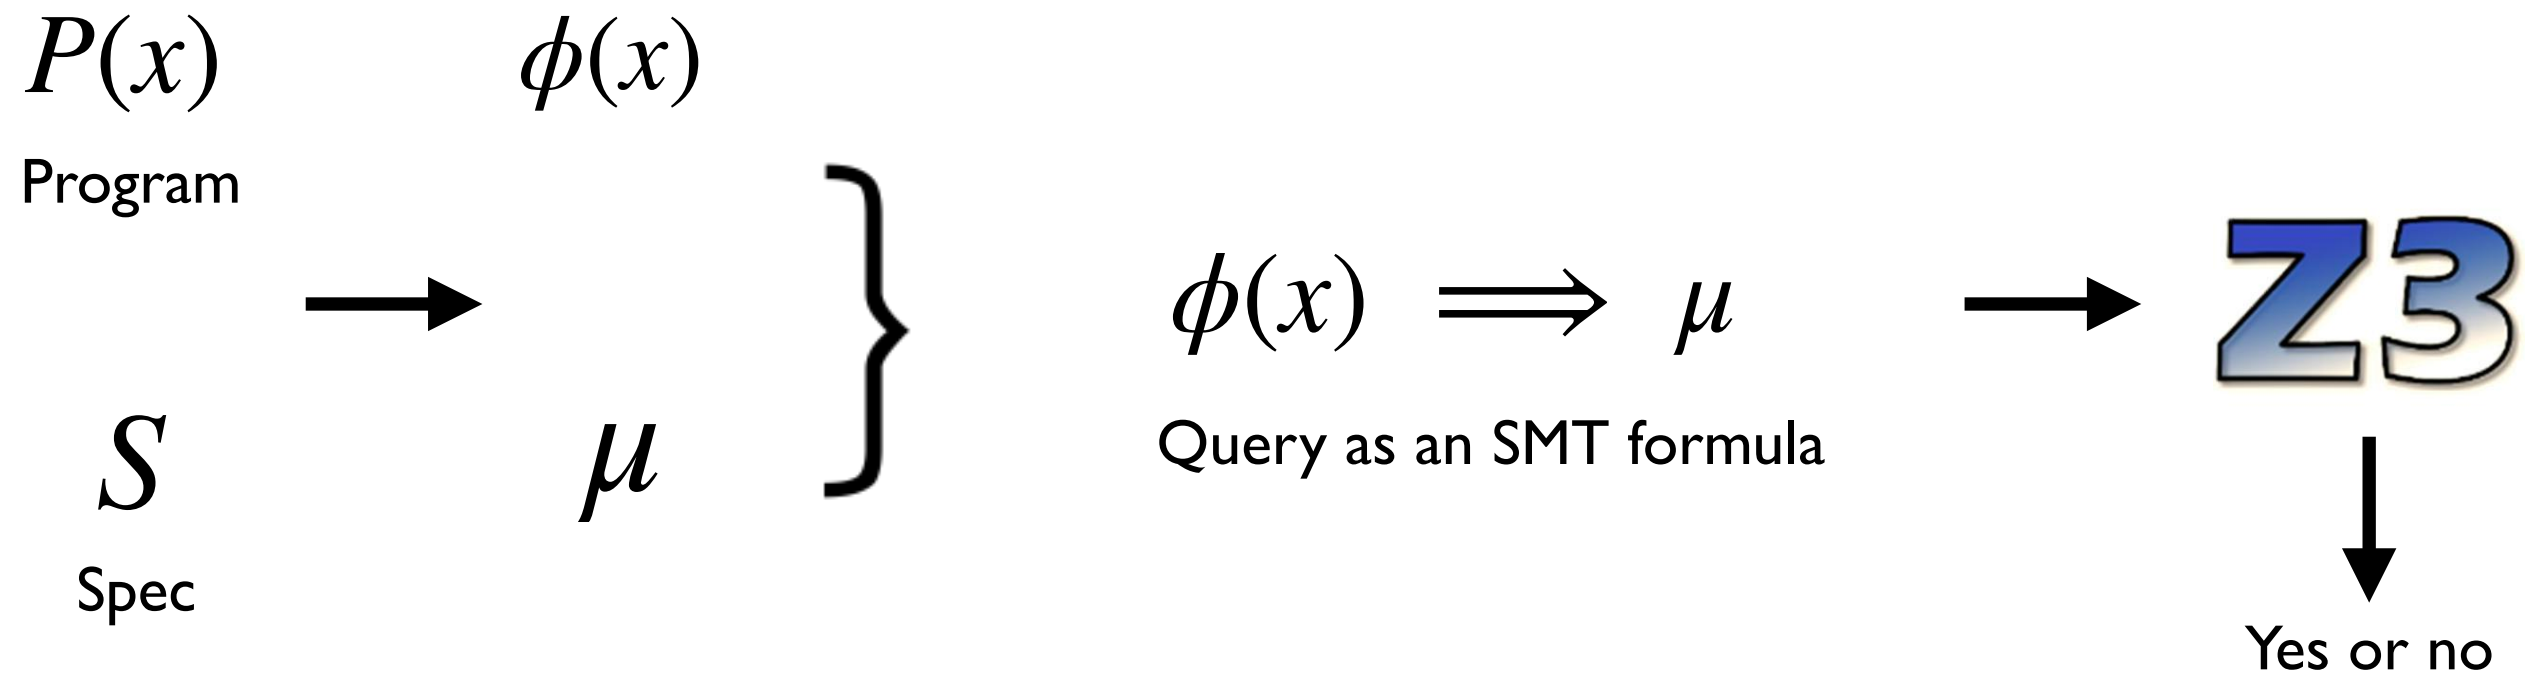 P(x)
Program
ϕ(x)
S
Spec
μ
ϕ(x) ⟹ μ
Query as an SMT formula
Z3
Yes or no